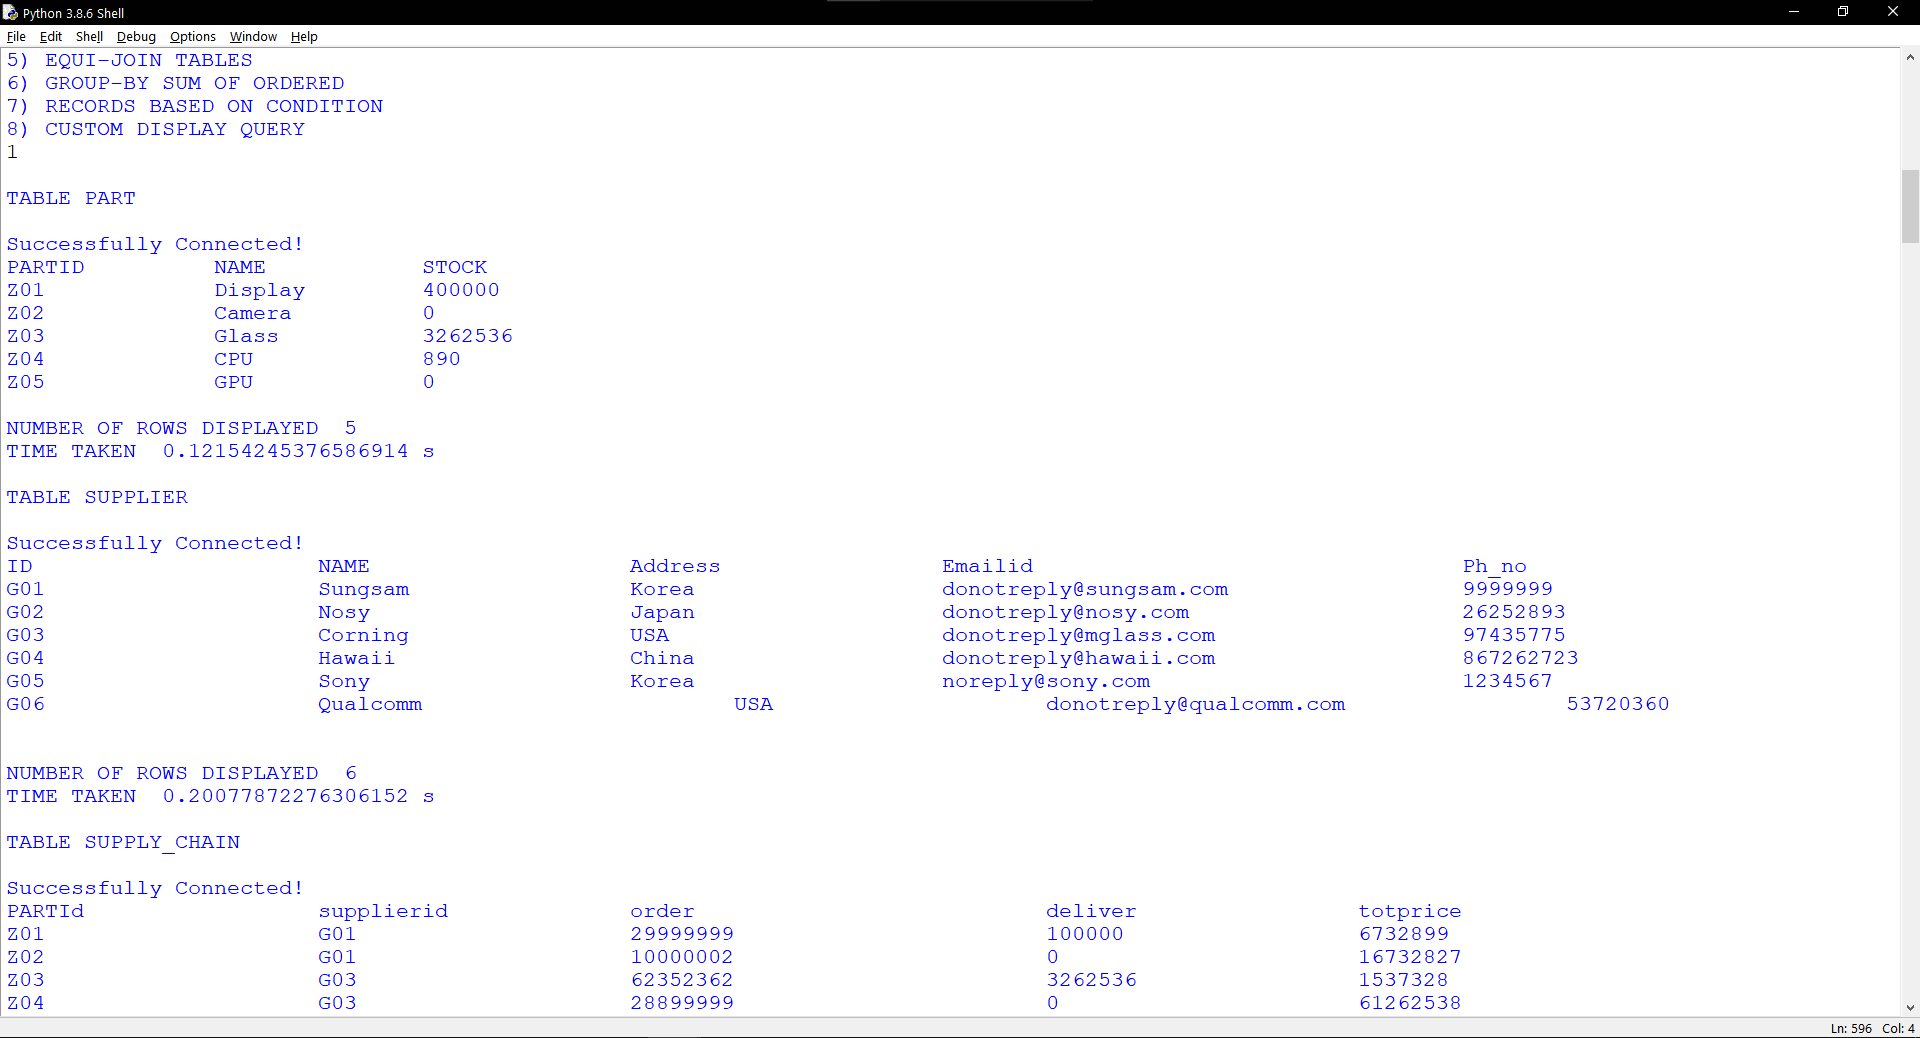 Python 3.8.6 Shell
File Edit Shell Debug Options Window Help
5) EQUI-JOIN TABLES
6) GROUP-BY SUM OF ORDERED
7) RECORDS BASED ON CONDITION
8) CUSTOM DISPLAY QUERY
1
TABLE PART
Successfully Connected!
PARTID NAME STOCK
Z01 Display 400000
Z02 Camera 0
Z03 Glass 3262536
Z04 CPU 890
Z05 GPU 0
NUMBER OF ROWS DISPLAYED 5
TIME TAKEN 0.12154245376586914 s
TABLE SUPPLIER
Successfully Connected!
ID NAME Address Emailid Ph_no
G01 Sungsam Korea donotreply@sungsam.com 9999999
G02 Nosy Japan donotreply@nosy.com 26252893
G03 Corning USA donotreply@mglass.com 97435775
G04 Hawaii China donotreply@hawaii.com 867262723
G05 Sony Korea noreply@sony.com 1234567
G06 Qualcomm USA donotreply@qualcomm.com 53720360
NUMBER OF ROWS DISPLAYED 6
TIME TAKEN 0.20077872276306152 s
TABLE SUPPLY_CHAIN
Successfully Connected!
PARTId supplierid order deliver totprice
Z01 G01 29999999 100000 6732899
Z02 G01 10000002 0 16732827
Z03 G03 62352362 3262536 1537328
Z04 G03 28899999 0 61262538
Ln: 596 Col: 4